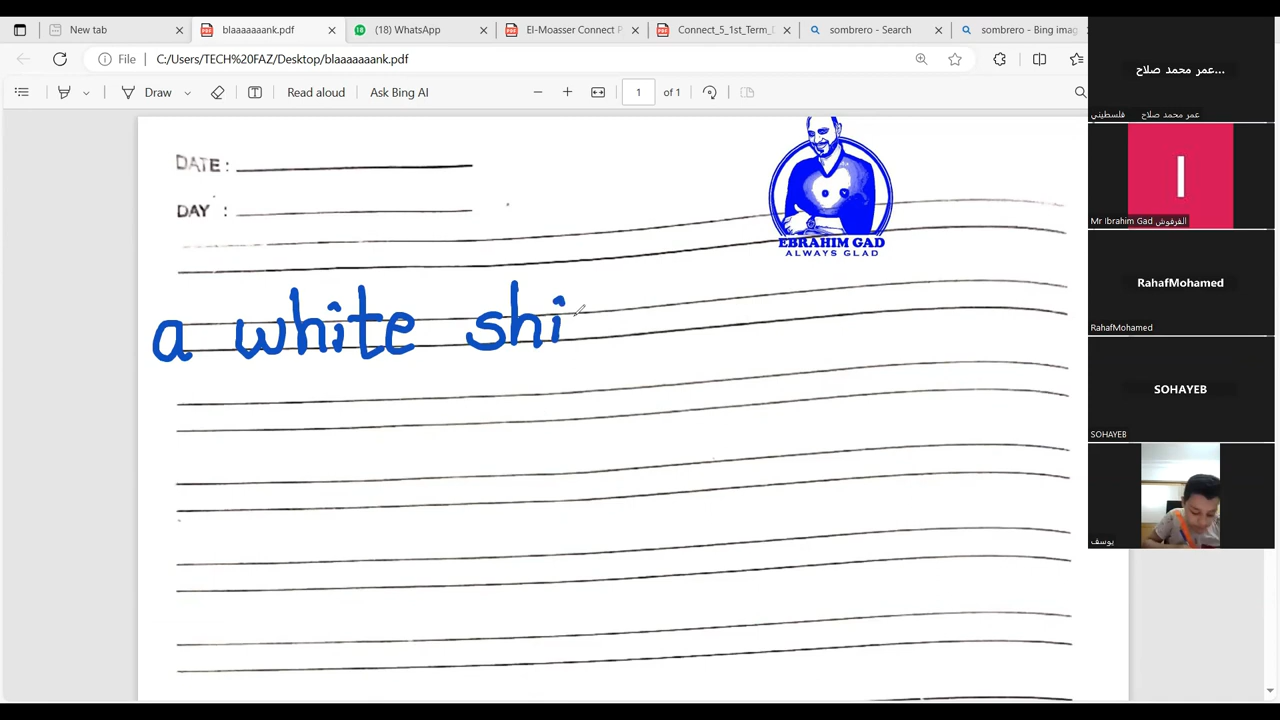 New tab
blaaaaaank.pdf
(18) WhatsApp
El-Moasser Connect P
Connect_5_1st_Term_
sombrero - Search
sombrero - Bing imag
File
C:/Users/TECH%20FAZ/Desktop/blaaaaaaank.pdf
Draw
Read aloud
Ask Bing AI
1
of 1
DATE :
DAY :
EBRAHIM GAD
ALWAYS GLAD
a white shi
عمر محمد صلاح...
عمر محمد صلاح فلسطيني
I
Mr Ibrahim Gad القرفوش
RahafMohamed
RahafMohamed
SOHAYEB
SOHAYEB
يوسف